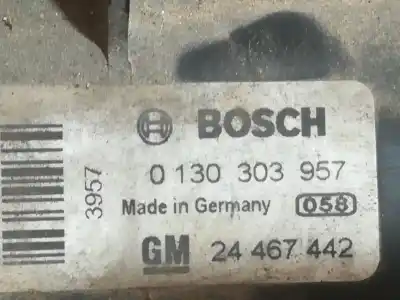 BOSCH
0 130 303 957
Made in Germany 058
GM 24 467 442
3957